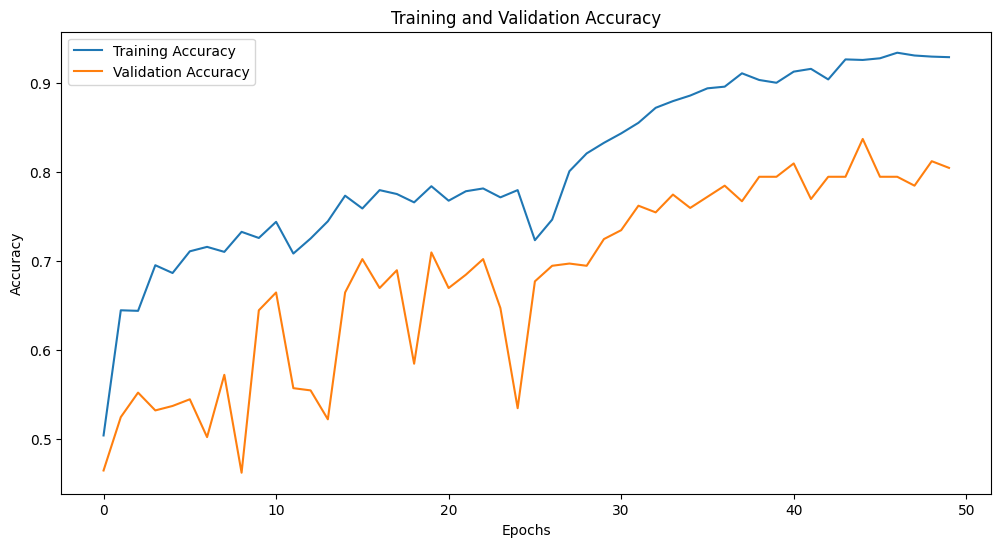 Training and Validation Accuracy
Training Accuracy
Validation Accuracy
Accuracy
0.9
0.8
0.7
0.6
0.5
0 10 20 30 40 50
Epochs